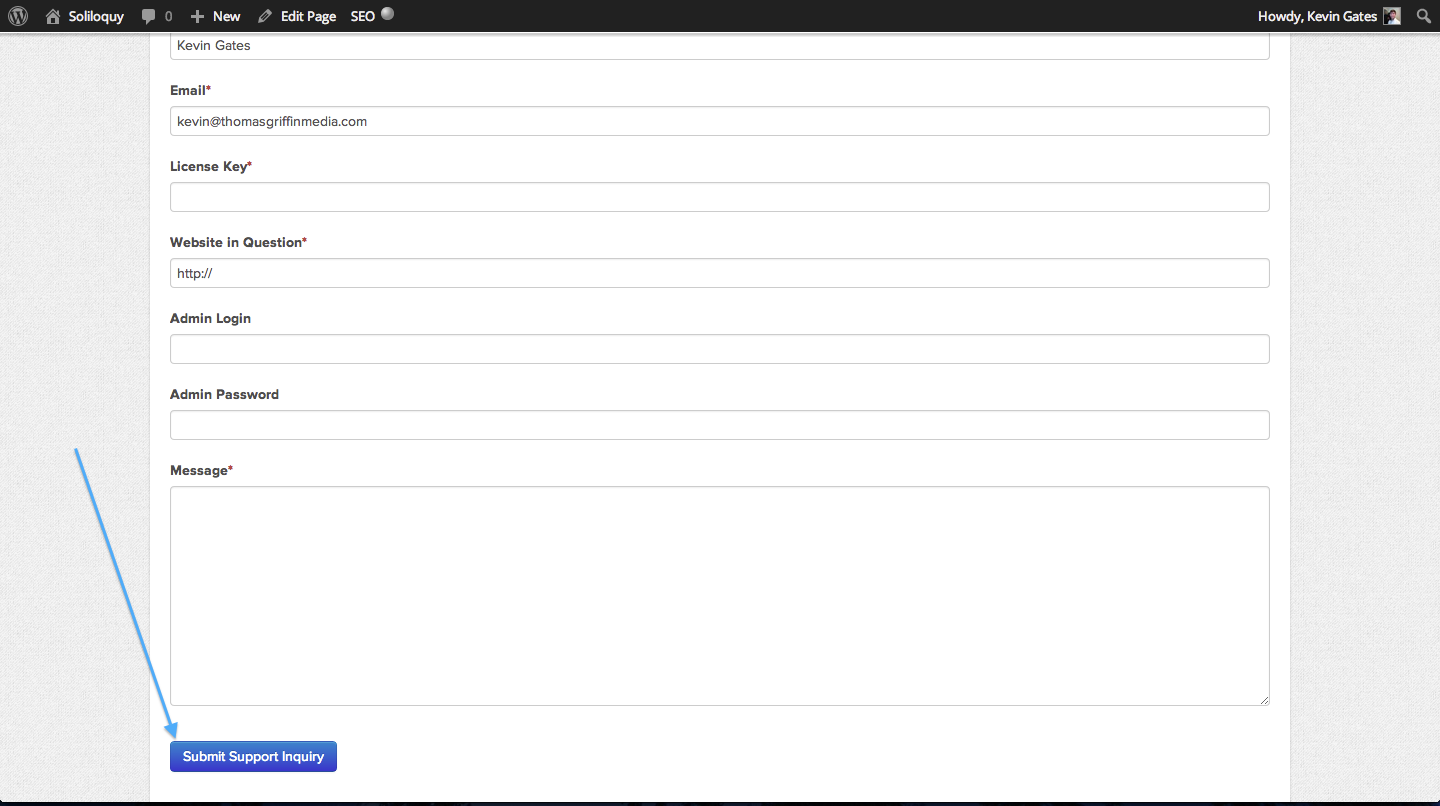 Soliloquy 0 New Edit Page SEO Howdy, Kevin Gates
Kevin Gates
Email*
kevin@thomasgriffinmedia.com
License Key*
Website in Question*
http://
Admin Login
Admin Password
Message*
Submit Support Inquiry